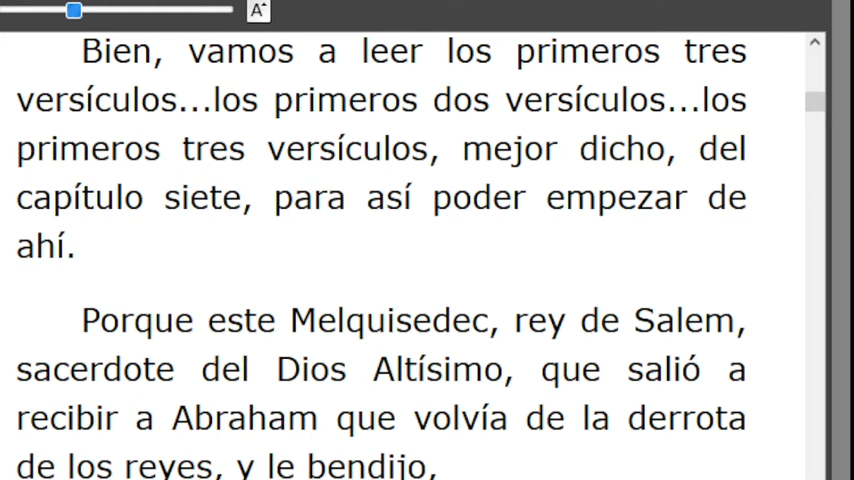 A
Bien, vamos a leer los primeros tres
versículos...los primeros dos versículos...los
primeros tres versículos, mejor dicho, del
capítulo siete, para así poder empezar de
ahí.
Porque este Melquisedec, rey de Salem,
sacerdote del Dios Altísimo, que salió a
recibir a Abraham que volvía de la derrota
de los reyes, y le bendijo,